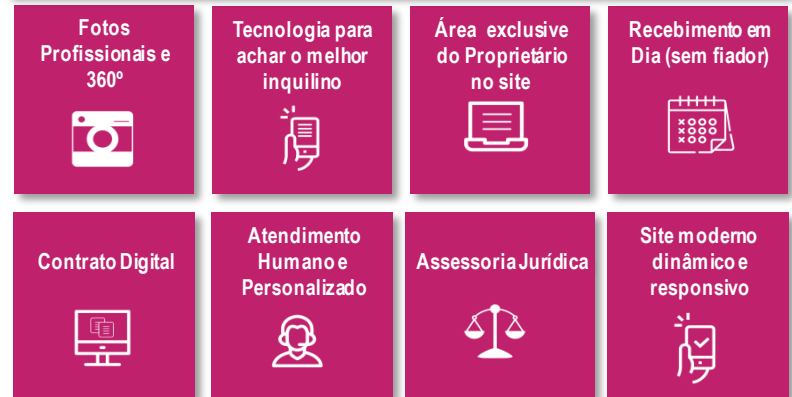 Fotos
Profissionais e
360º
Tecnologia para
achar o melhor
inquilino
Área exclusive
do Proprietário
no site
Recebimento em
Dia (sem fiador)
Contrato Digital
Atendimento
Humano e
Personalizado
Assessoria Jurídica
Site moderno
dinâmico e
responsivo